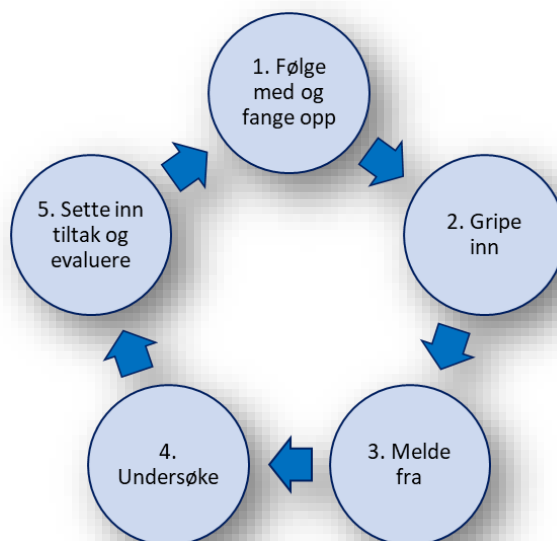 1. Følge
med og
fange opp
2. Gripe
inn
3. Melde
fra
4.
Undersøke
5. Sette inn
tiltak og
evaluere